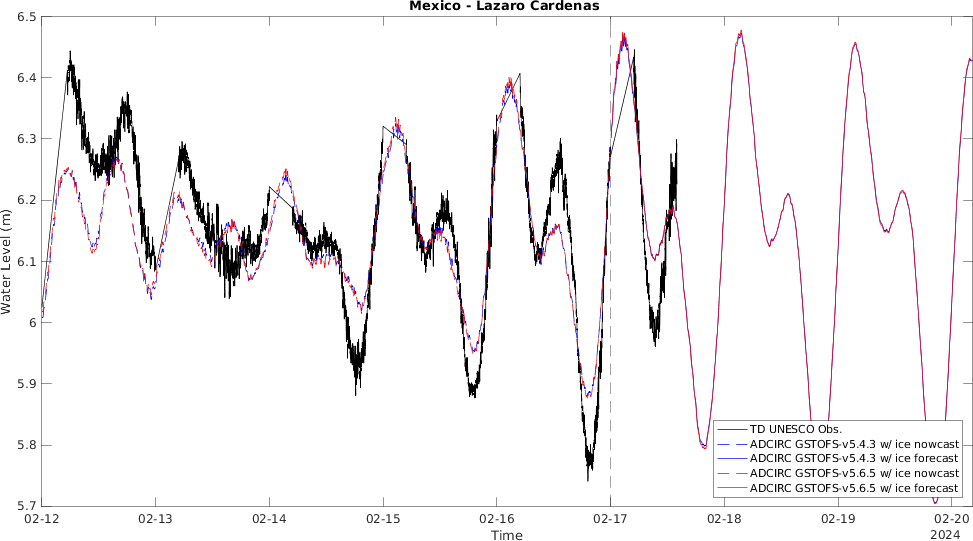 Mexico - Lazaro Cardenas
6.5
6.4
6.3
6.2
6.1
6
5.9
5.8
5.7
Water Level (m)
TD UNESCO Obs.
ADCIRC GSTOFS-v5.4.3 w/ ice nowcast
ADCIRC GSTOFS-v5.4.3 w/ ice forecast
ADCIRC GSTOFS-v5.6.5 w/ ice nowcast
ADCIRC GSTOFS-v5.6.5 w/ ice forecast
02-12 02-13 02-14 02-15 02-16 02-17 02-18 02-19 02-20
Time
2024